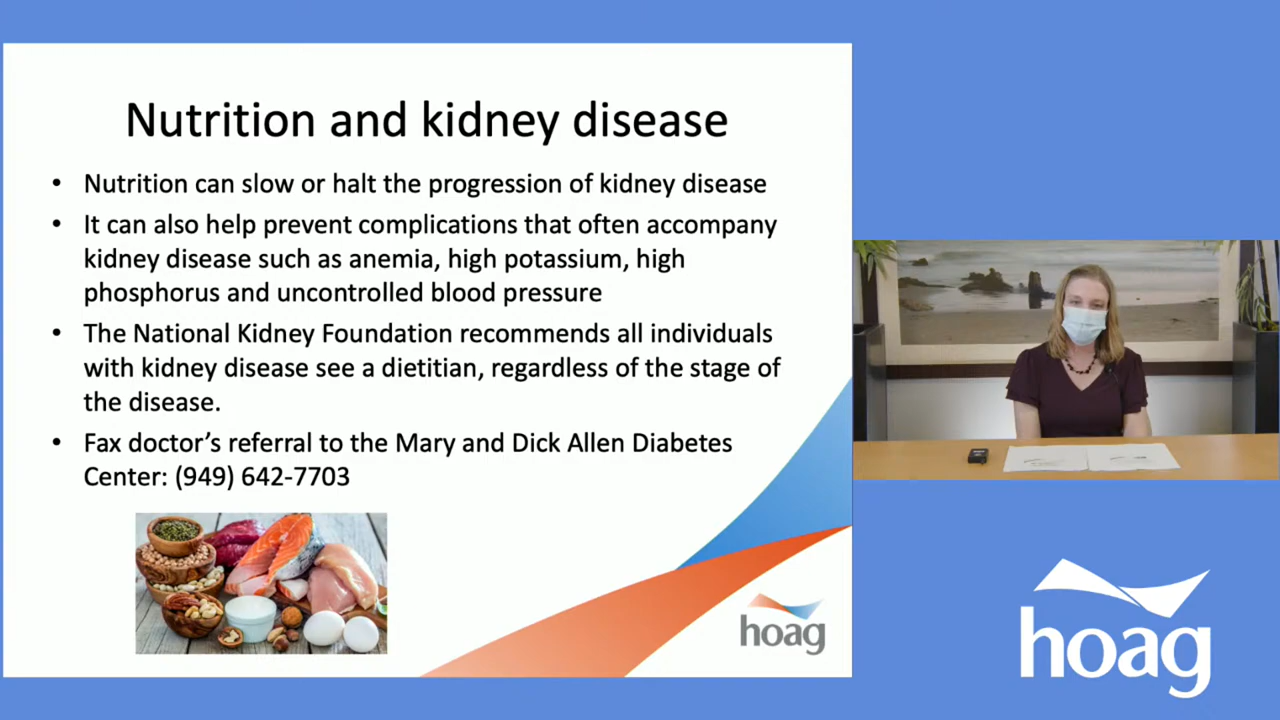 Nutrition and kidney disease
• Nutrition can slow or halt the progression of kidney disease
• It can also help prevent complications that often accompany
kidney disease such as anemia, high potassium, high
phosphorus and uncontrolled blood pressure
• The National Kidney Foundation recommends all individuals
with kidney disease see a dietitian, regardless of the stage of
the disease.
• Fax doctor’s referral to the Mary and Dick Allen Diabetes
Center: (949) 642-7703
hoag
hoag